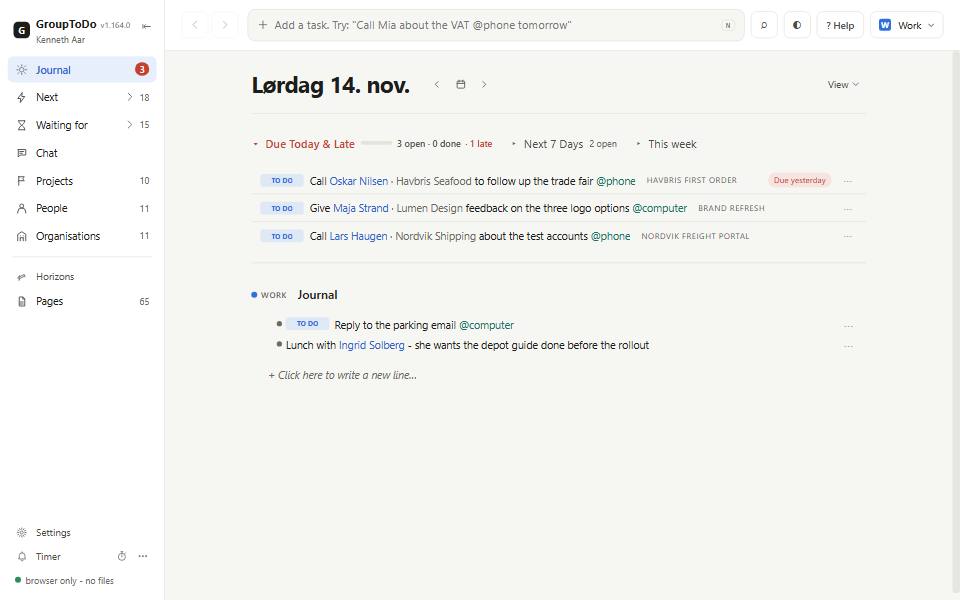 G GroupToDo v1.164.0
Kenneth Aar
Journal 3
Next 18
Waiting for 15
Chat
Projects 10
People 11
Organisations 11
Horizons
Pages 65
Settings
Timer
browser only - no files
+ Add a task. Try: "Call Mia about the VAT @phone tomorrow" N
? Help
W Work
Lørdag 14. nov.
View
Due Today & Late 3 open · 0 done · 1 late Next 7 Days 2 open This week
TO DO Call Oskar Nilsen · Havbris Seafood to follow up the trade fair @phone HAVBRIS FIRST ORDER Due yesterday ...
TO DO Give Maja Strand · Lumen Design feedback on the three logo options @computer BRAND REFRESH ...
TO DO Call Lars Haugen · Nordvik Shipping about the test accounts @phone NORDVIK FREIGHT PORTAL ...
WORK Journal
TO DO Reply to the parking email @computer ...
Lunch with Ingrid Solberg - she wants the depot guide done before the rollout ...
+ Click here to write a new line...